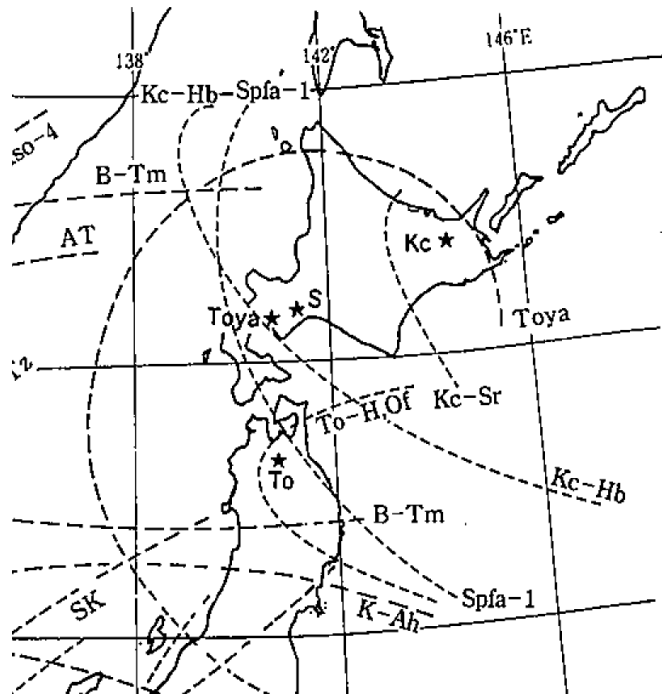 138° 142° 146°E
Kc-Hb-Spfa-1
so-4
B-Tm
AT
Kc
S
Toya
Toya
To-H,Of
Kc-Sr
To
Kc-Hb
B-Tm
SK
Spfa-1
K-Ah